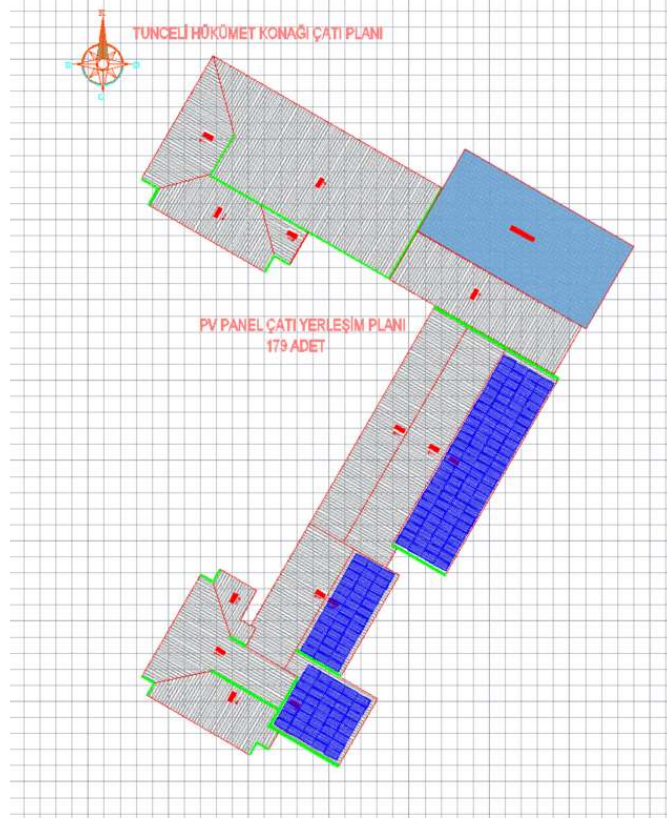 TUNCELİ HÜKÜMET KONAĞI ÇATI PLANI
PV PANEL ÇATI YERLEŞİM PLANI
179 ADET